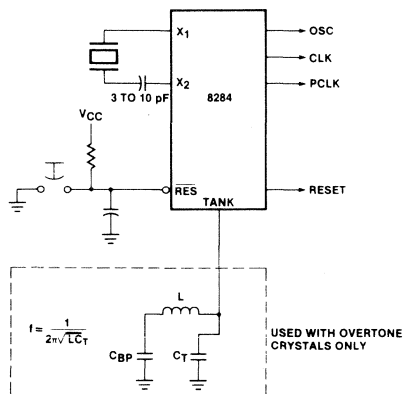 X1
OSC
CLK
X2
PCLK
3 TO 10 pF
8284
VCC
RES
RESET
TANK
L
f = 1 / 2π√LCT
CBP
CT
USED WITH OVERTONE
CRYSTALS ONLY